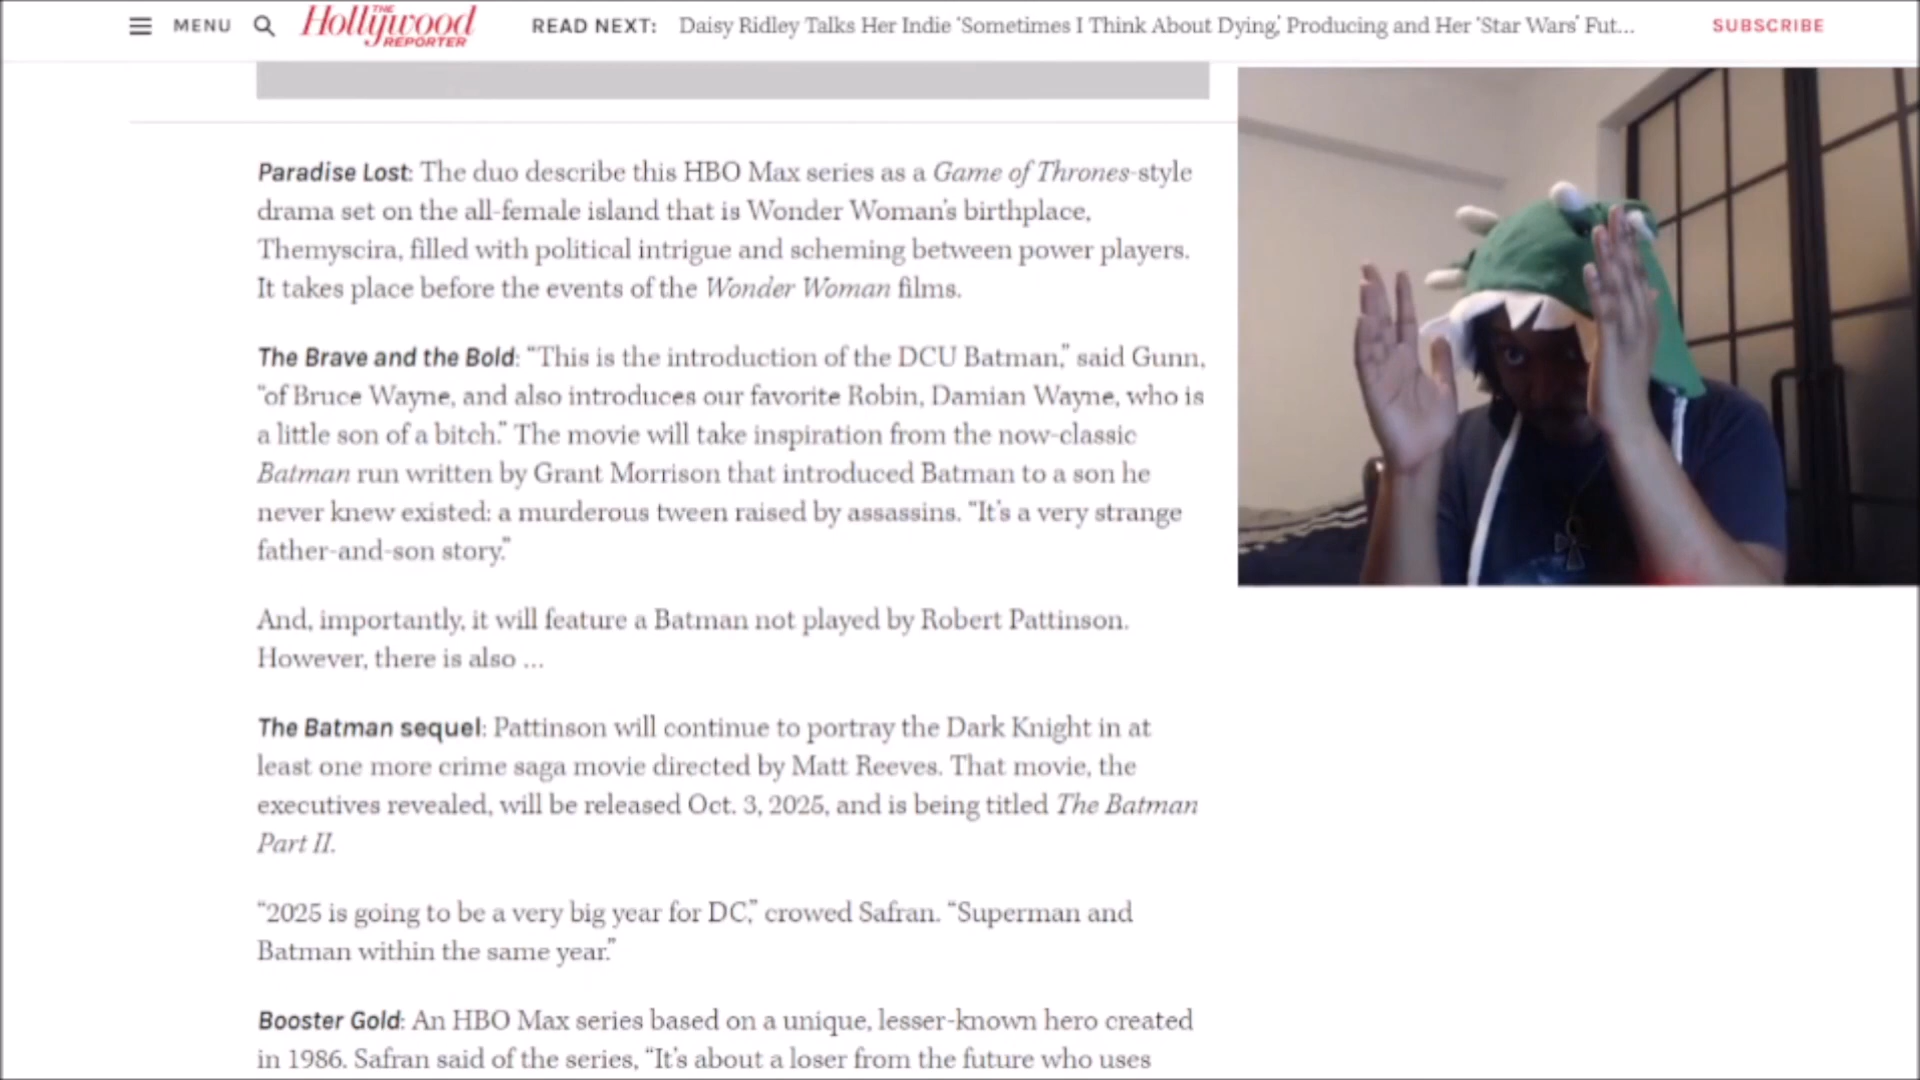 MENU
THE
Hollywood
REPORTER
READ NEXT: Daisy Ridley Talks Her Indie ‘Sometimes I Think About Dying,’ Producing and Her ‘Star Wars’ Fut...
SUBSCRIBE
Paradise Lost: The duo describe this HBO Max series as a Game of Thrones-style
drama set on the all-female island that is Wonder Woman’s birthplace,
Themyscira, filled with political intrigue and scheming between power players.
It takes place before the events of the Wonder Woman films.
The Brave and the Bold: “This is the introduction of the DCU Batman,” said Gunn,
“of Bruce Wayne, and also introduces our favorite Robin, Damian Wayne, who is
a little son of a bitch.” The movie will take inspiration from the now-classic
Batman run written by Grant Morrison that introduced Batman to a son he
never knew existed: a murderous tween raised by assassins. “It’s a very strange
father-and-son story.”
And, importantly, it will feature a Batman not played by Robert Pattinson.
However, there is also …
The Batman sequel: Pattinson will continue to portray the Dark Knight in at
least one more crime saga movie directed by Matt Reeves. That movie, the
executives revealed, will be released Oct. 3, 2025, and is being titled The Batman
Part II.
“2025 is going to be a very big year for DC,” crowed Safran. “Superman and
Batman within the same year.”
Booster Gold: An HBO Max series based on a unique, lesser-known hero created
in 1986. Safran said of the series, “It’s about a loser from the future who uses